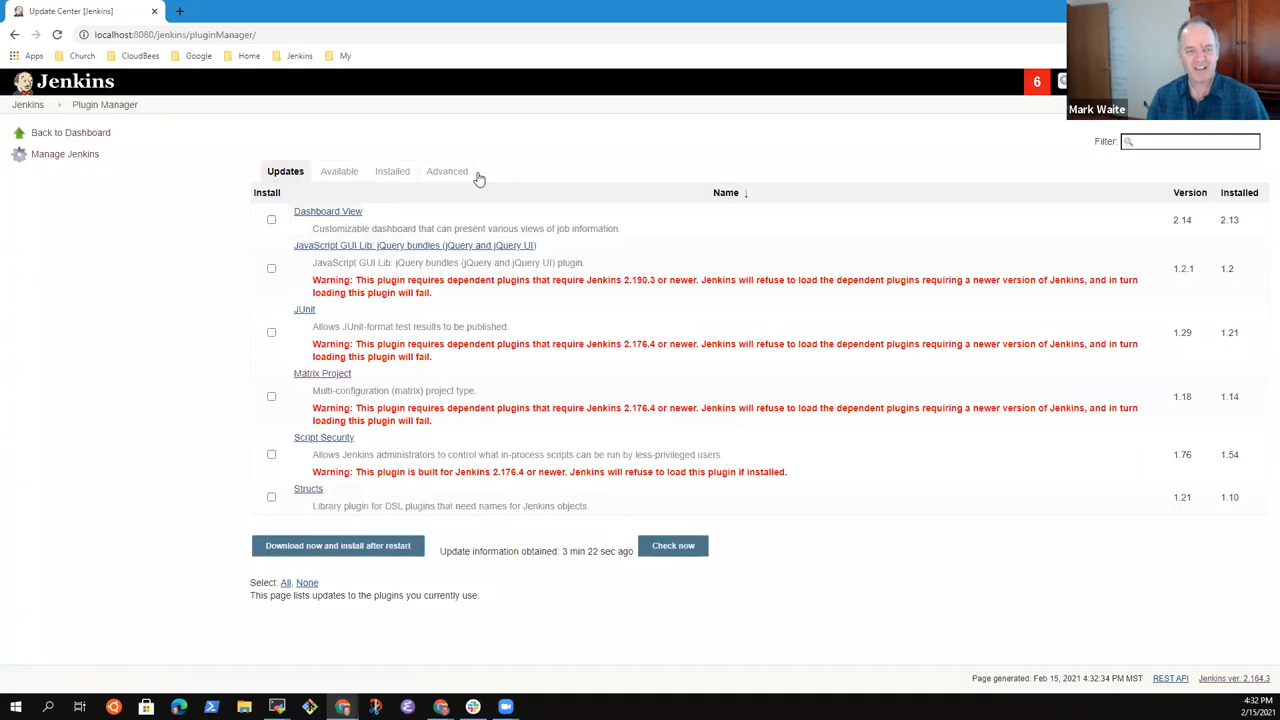 Update Center [Jenkins]
localhost:8080/jenkins/pluginManager/
Apps Church CloudBees Google Home Jenkins My
Jenkins 6
Mark Waite
Jenkins Plugin Manager
Back to Dashboard
Manage Jenkins
Filter:
Updates Available Installed Advanced
Install Name ↓ Version Installed
Dashboard View
Customizable dashboard that can present various views of job information.
2.14 2.13
JavaScript GUI Lib: jQuery bundles (jQuery and jQuery UI)
JavaScript GUI Lib: jQuery bundles (jQuery and jQuery UI) plugin.
Warning: This plugin requires dependent plugins that require Jenkins 2.190.3 or newer. Jenkins will refuse to load the dependent plugins requiring a newer version of Jenkins, and in turn
loading this plugin will fail.
1.2.1 1.2
JUnit
Allows JUnit-format test results to be published.
Warning: This plugin requires dependent plugins that require Jenkins 2.176.4 or newer. Jenkins will refuse to load the dependent plugins requiring a newer version of Jenkins, and in turn
loading this plugin will fail.
1.29 1.21
Matrix Project
Multi-configuration (matrix) project type.
Warning: This plugin requires dependent plugins that require Jenkins 2.176.4 or newer. Jenkins will refuse to load the dependent plugins requiring a newer version of Jenkins, and in turn
loading this plugin will fail.
1.18 1.14
Script Security
Allows Jenkins administrators to control what in-process scripts can be run by less-privileged users.
Warning: This plugin is built for Jenkins 2.176.4 or newer. Jenkins will refuse to load this plugin if installed.
1.76 1.54
Structs
Library plugin for DSL plugins that need names for Jenkins objects.
1.21 1.10
Download now and install after restart Update information obtained: 3 min 22 sec ago Check now
Select: All, None
This page lists updates to the plugins you currently use.
Page generated: Feb 15, 2021 4:32:34 PM MST REST API Jenkins ver. 2.164.3
4:32 PM
2/15/2021